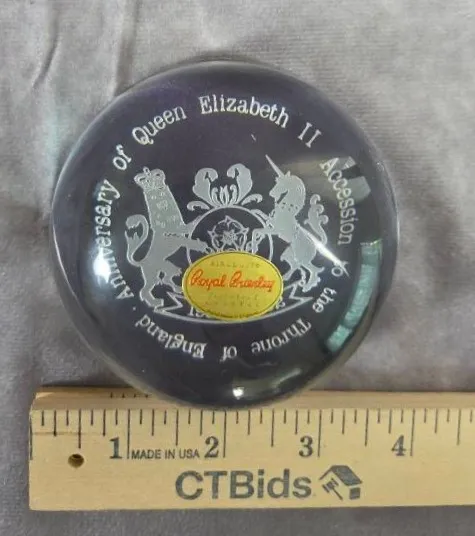 Anniversary of Queen Elizabeth II Accession to the Throne of England
Royal Brierley
1 MADE IN USA 2 3 4
CTBids